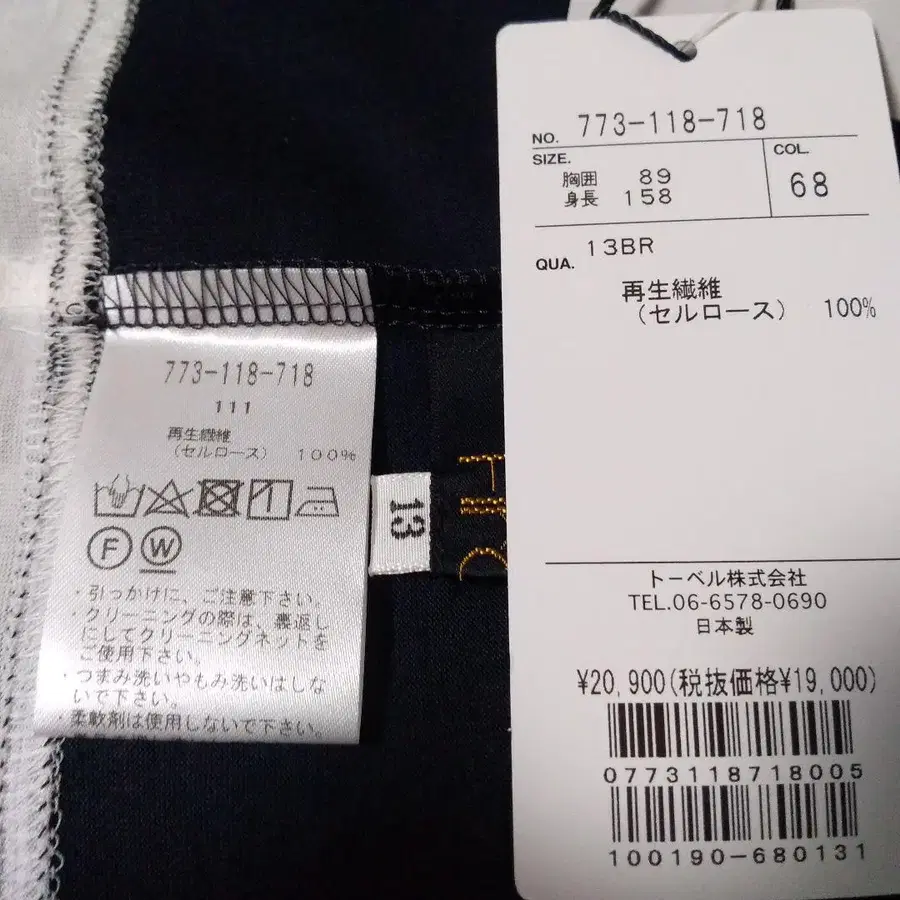 773-118-718
111
再生繊維
（セルロース） 100%
F W
・引っかけに、ご注意下さい。
・クリーニングの際は、裏返し
にしてクリーニングネットを
ご使用下さい。
・つまみ洗いやもみ洗いはしな
いで下さい。
・柔軟剤は使用しないで下さい。
13
NO. 773-118-718
SIZE.
胸囲 89
身長 158
COL.
68
QUA. 13BR
再生繊維
（セルロース） 100%
トーベル株式会社
TEL.06-6578-0690
日本製
¥20,900(税抜価格¥19,000)
0773118718005
100190-680131